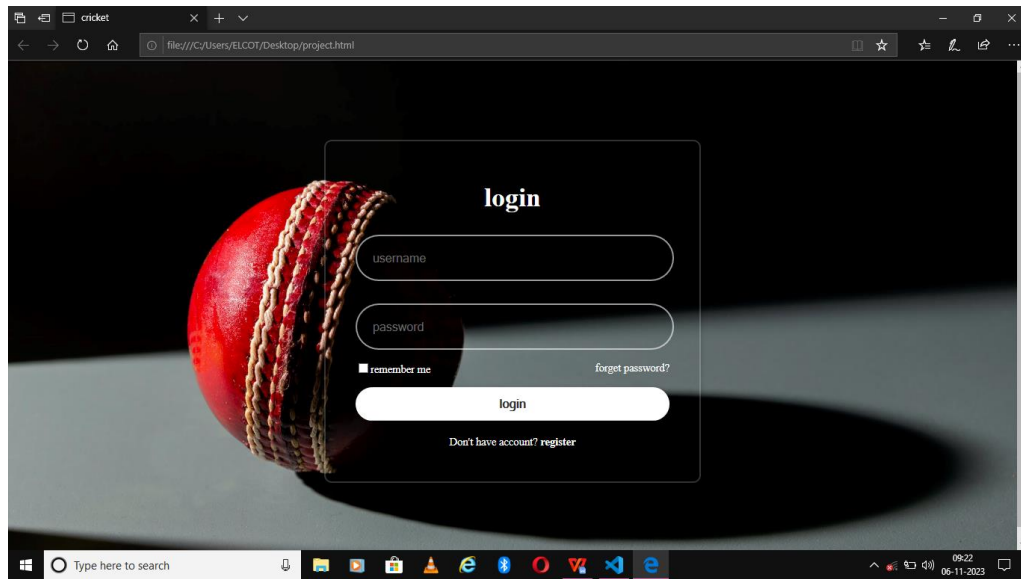 cricket
file:///C:/Users/ELCOT/Desktop/project.html
login
username
password
remember me
forget password?
login
Don't have account? register
Type here to search
09:22
06-11-2023